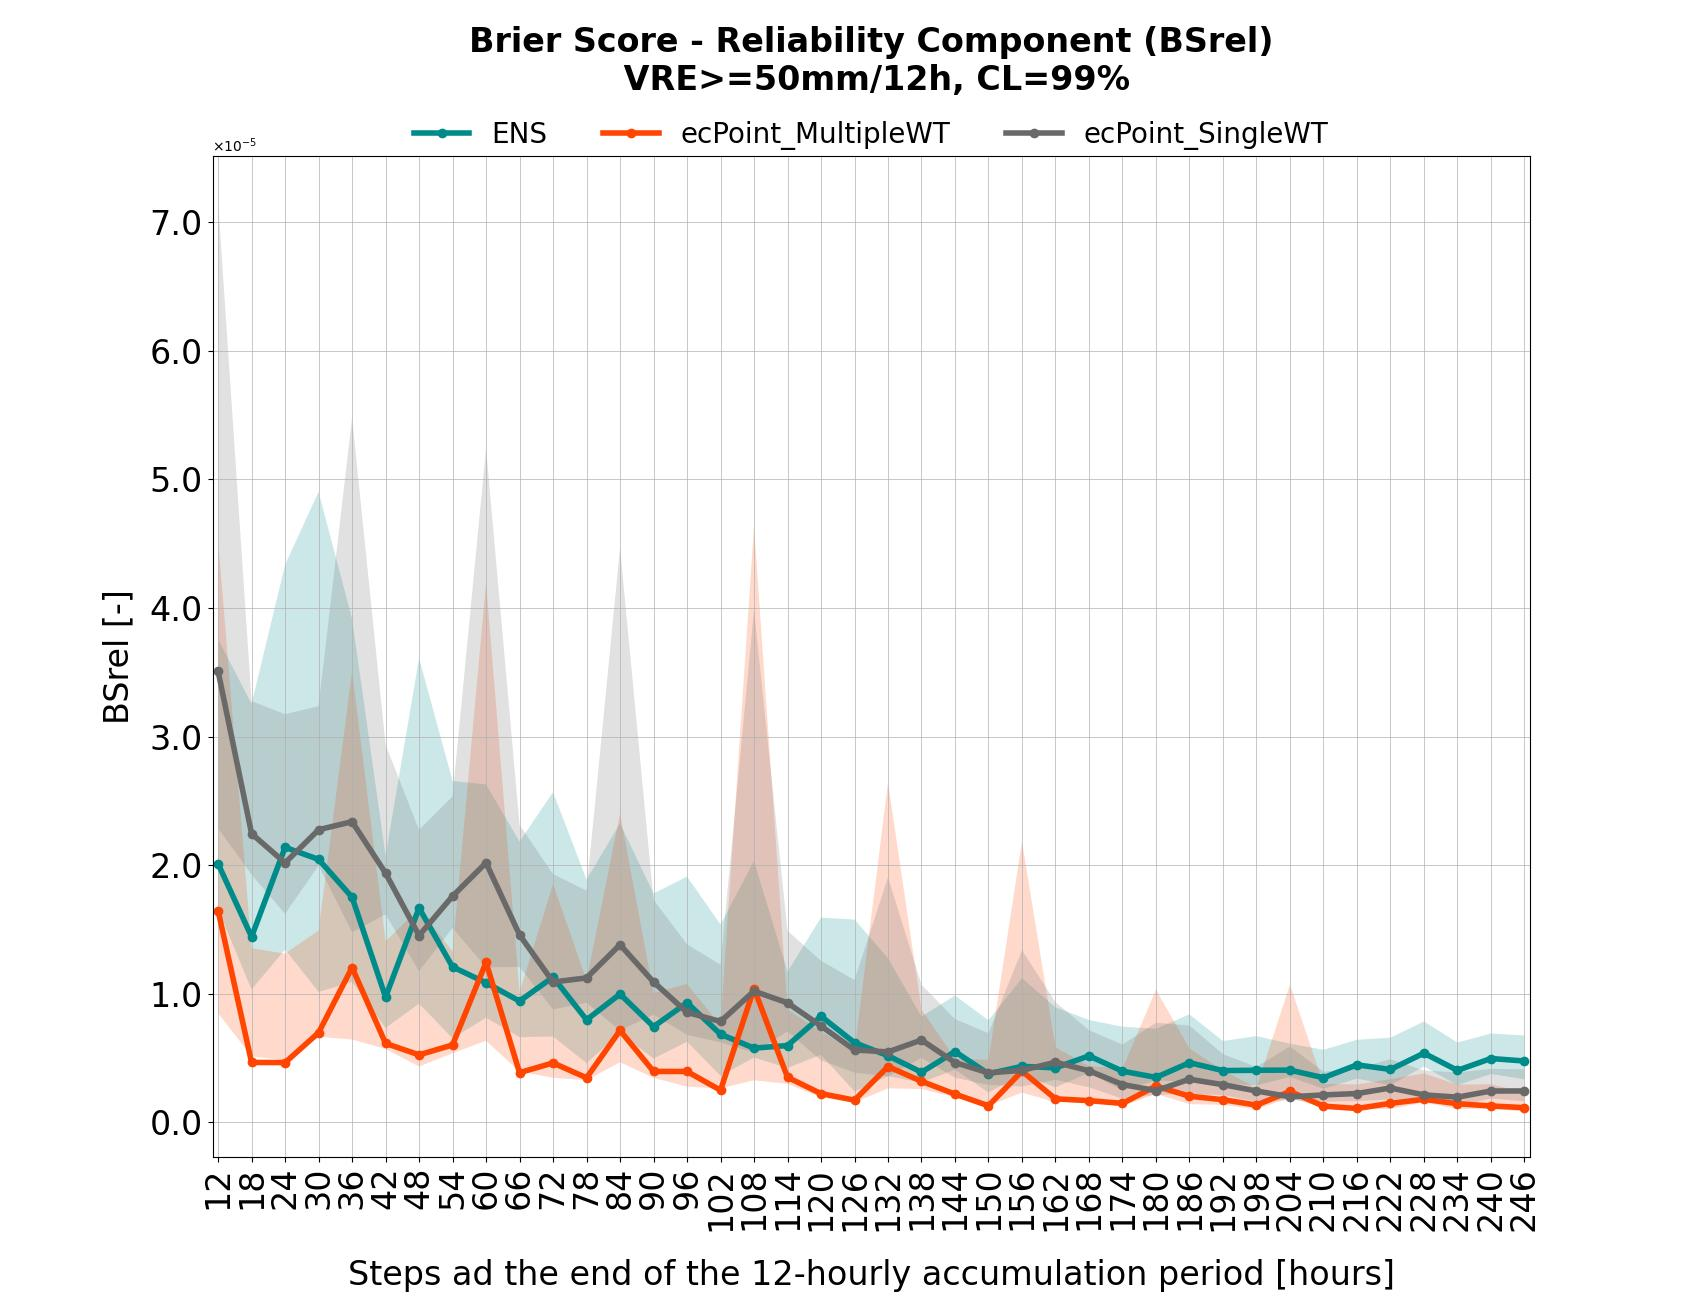 Brier Score - Reliability Component (BSrel)
VRE>=50mm/12h, CL=99%
ENS ecPoint_MultipleWT ecPoint_SingleWT
×10⁻⁵
7.0
6.0
5.0
4.0
3.0
2.0
1.0
0.0
BSrel [-]
12 18 24 30 36 42 48 54 60 66 72 78 84 90 96 102 108 114 120 126 132 138 144 150 156 162 168 174 180 186 192 198 204 210 216 222 228 234 240 246
Steps ad the end of the 12-hourly accumulation period [hours]